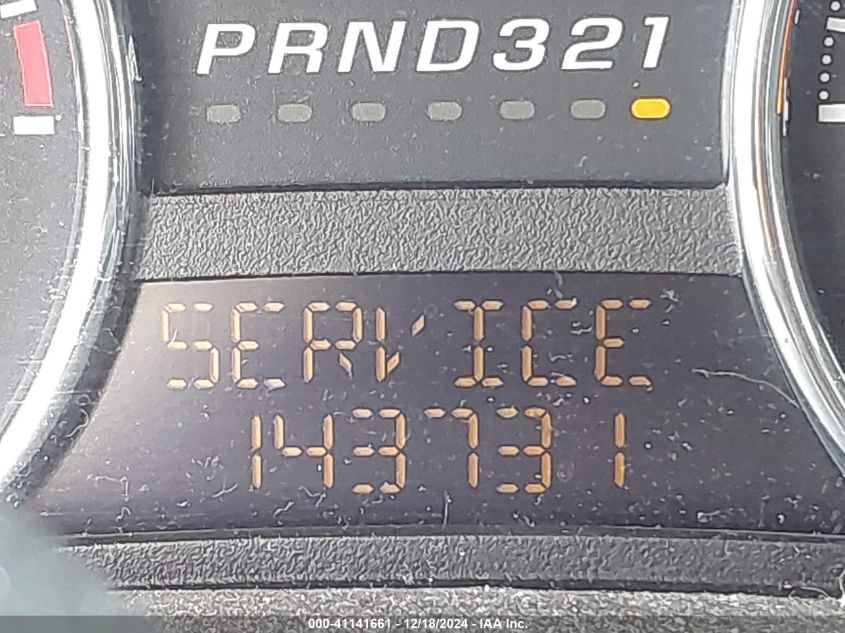 PRND321
SERVICE
143731
000-41141661 - 12/18/2024 - IAA Inc.